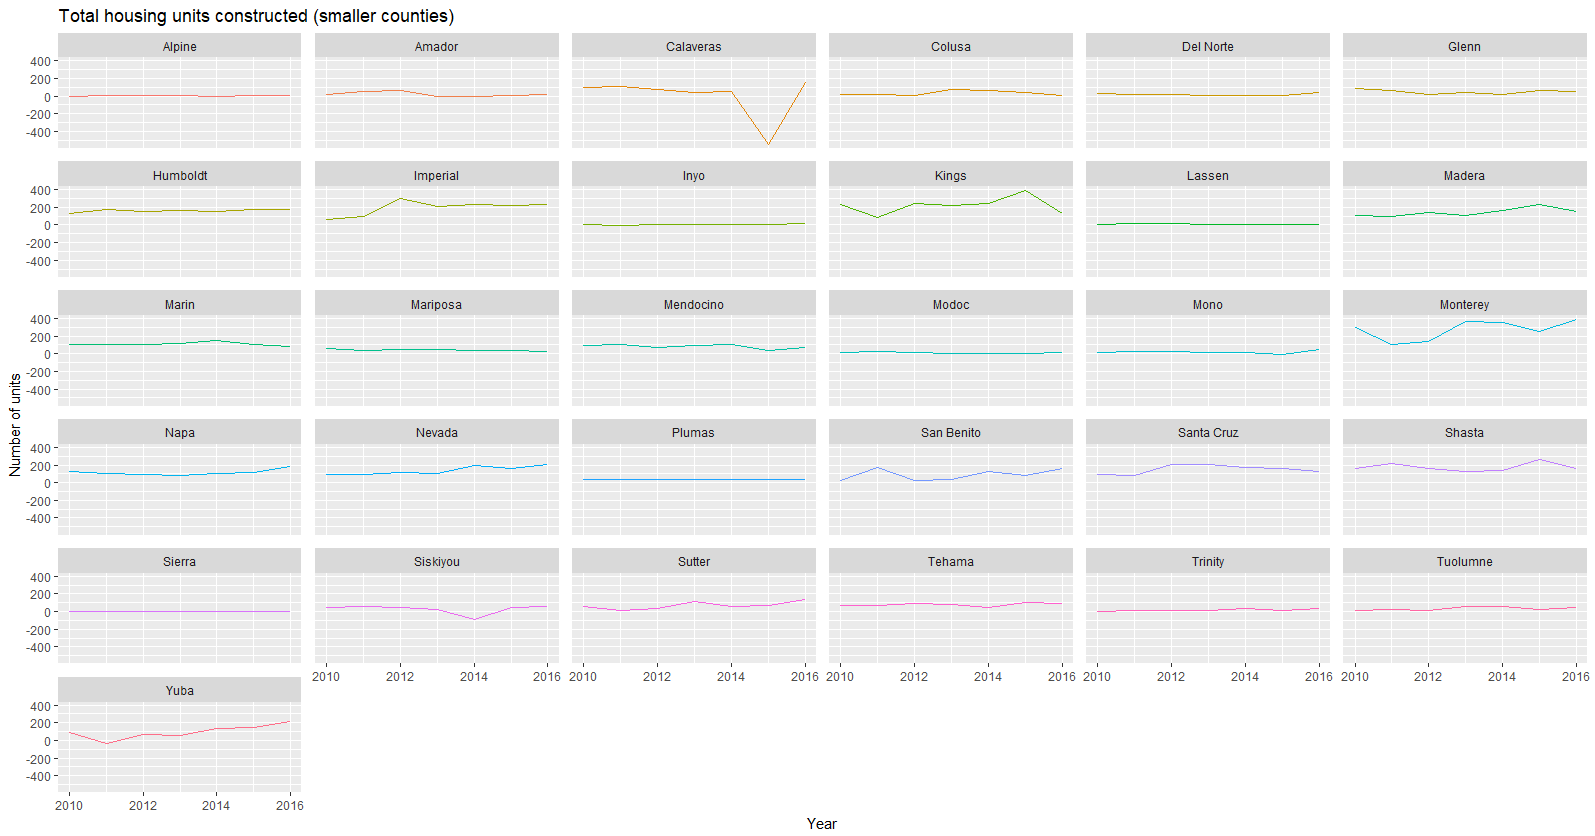 Total housing units constructed (smaller counties)
Alpine Amador Calaveras Colusa Del Norte Glenn
400
200
0
-200
-400
Humboldt Imperial Inyo Kings Lassen Madera
400
200
0
-200
-400
Marin Mariposa Mendocino Modoc Mono Monterey
400
200
0
-200
-400
Number of units
Napa Nevada Plumas San Benito Santa Cruz Shasta
400
200
0
-200
-400
Sierra Siskiyou Sutter Tehama Trinity Tuolumne
400
200
0
-200
-400
2010 2012 2014 2016 2010 2012 2014 2016 2010 2012 2014 2016 2010 2012 2014 2016 2010 2012 2014 2016
Yuba
400
200
0
-200
-400
2010 2012 2014 2016
Year